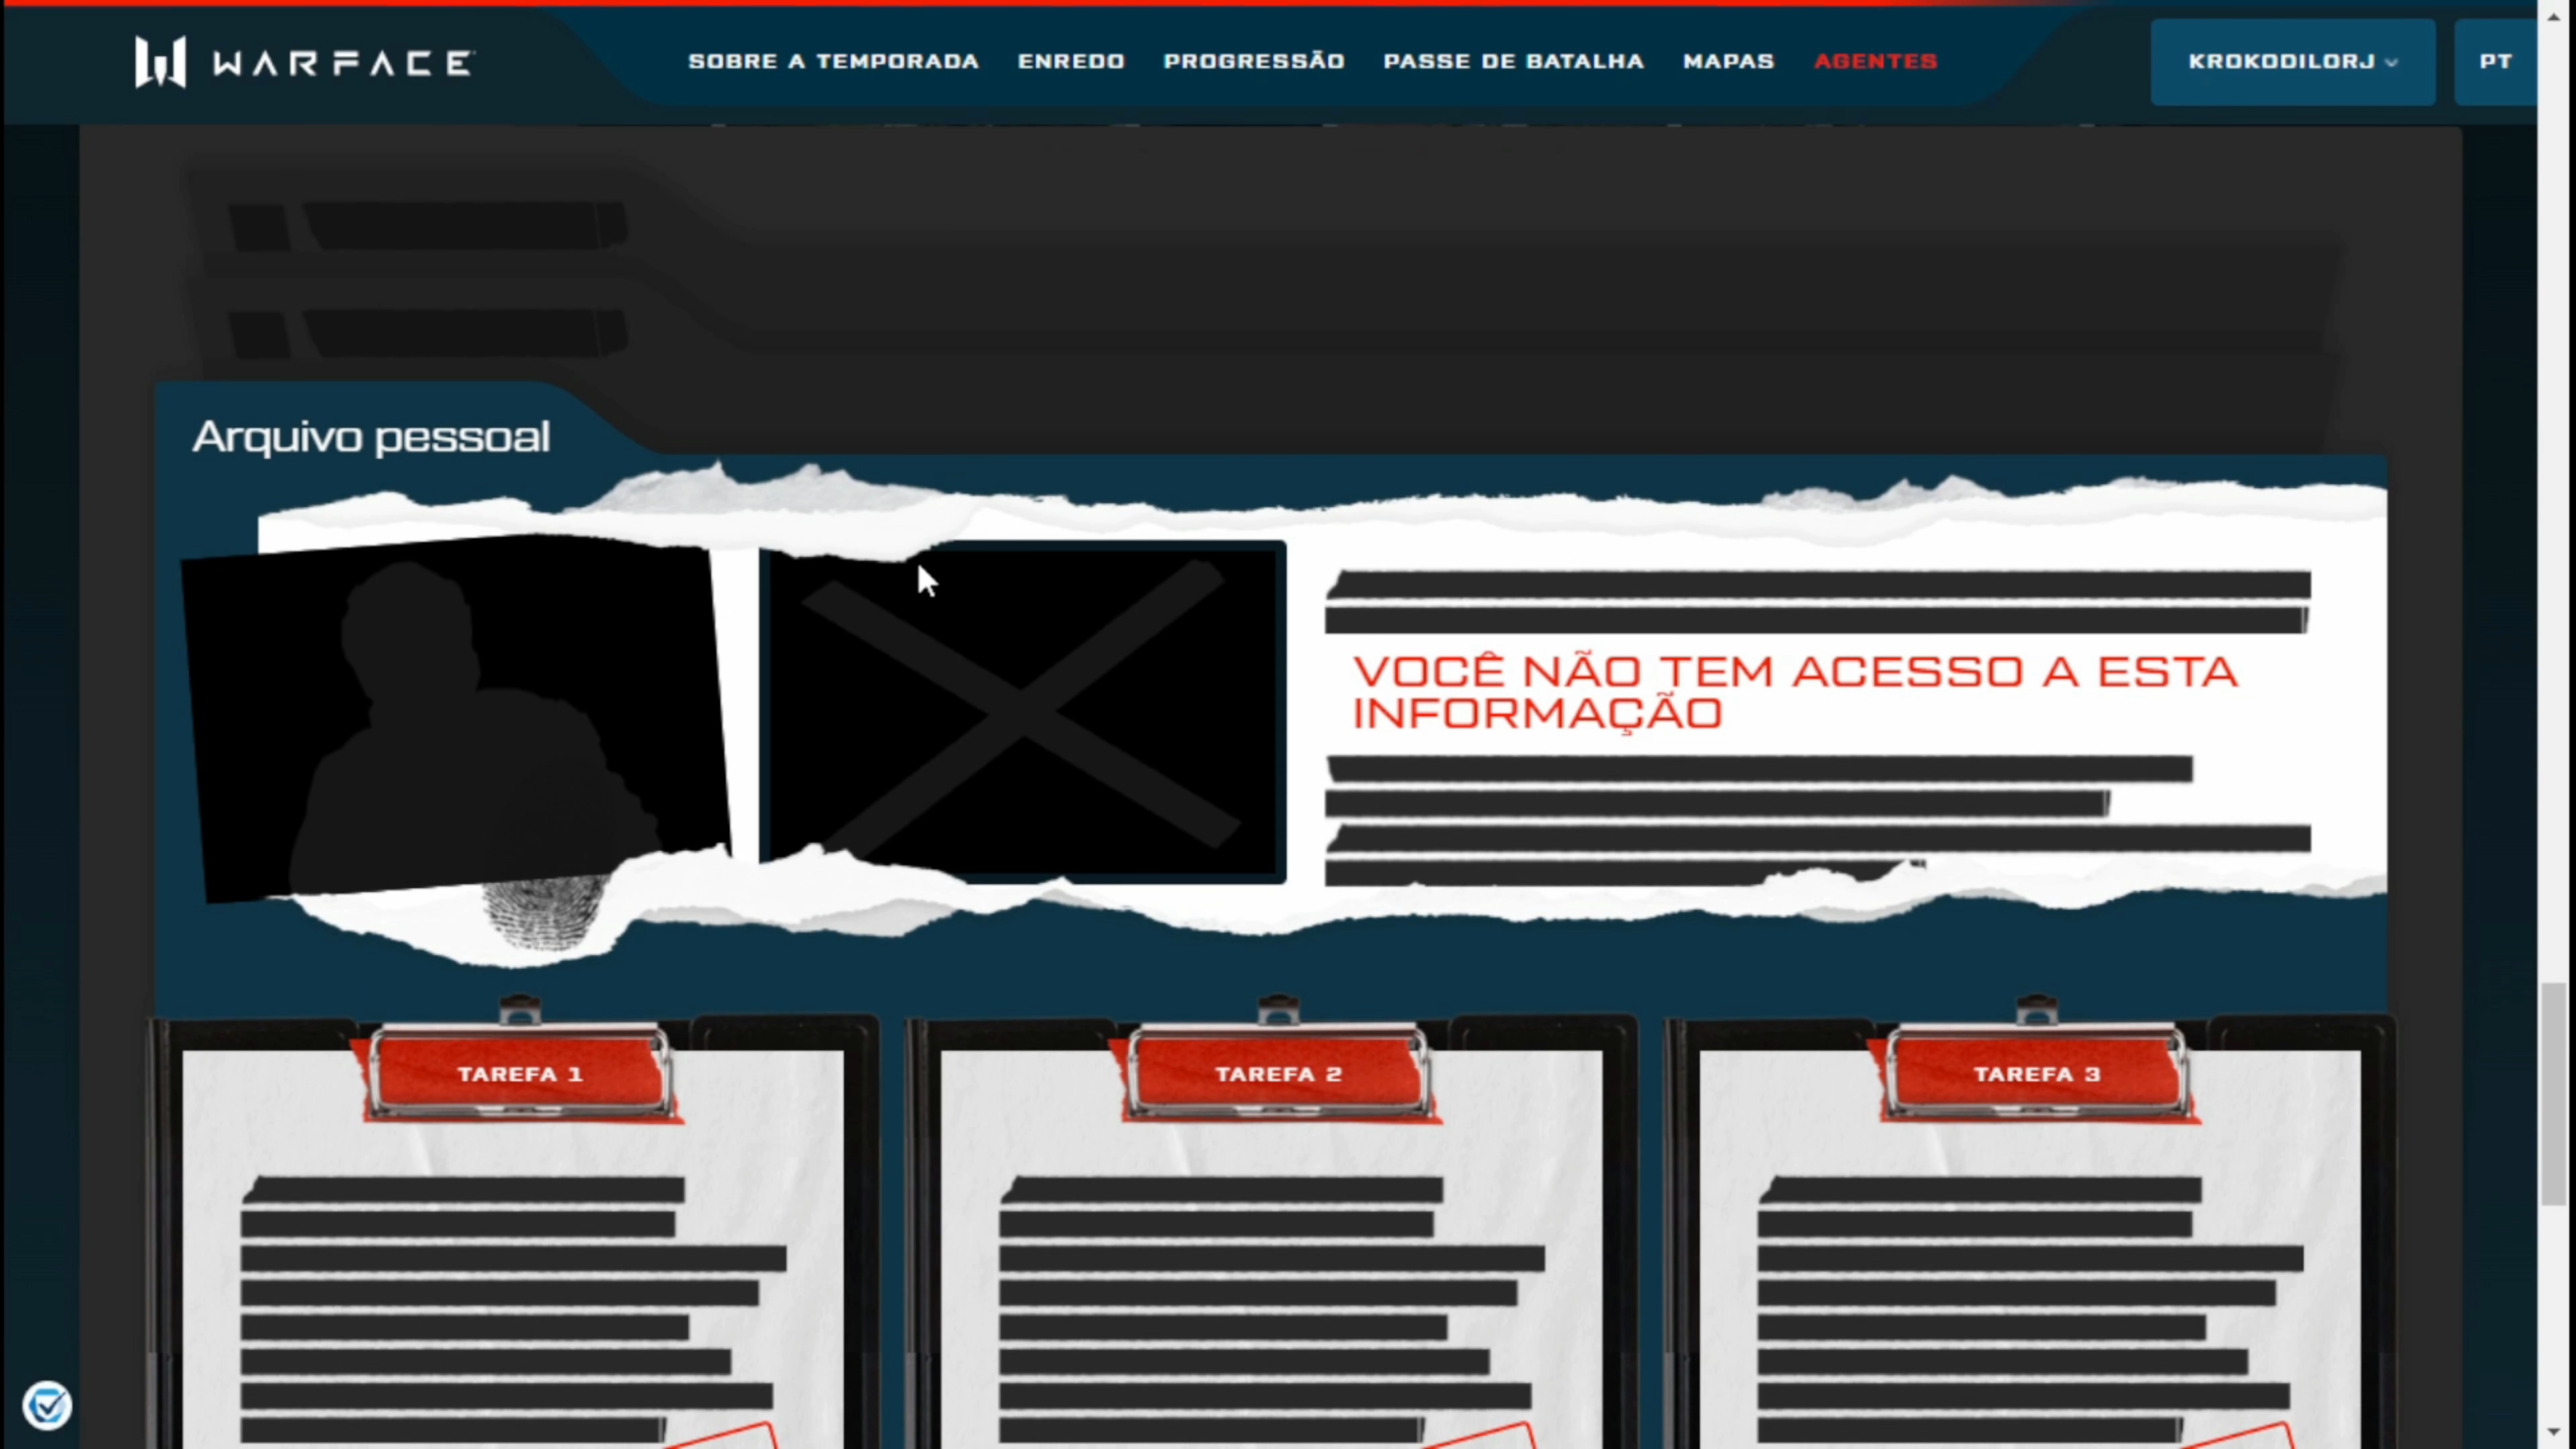 WARFACE
SOBRE A TEMPORADA ENREDO PROGRESSÃO PASSE DE BATALHA MAPAS AGENTES KROKODILORJ PT
Arquivo pessoal
VOCÊ NÃO TEM ACESSO A ESTA
INFORMAÇÃO
TAREFA 1 TAREFA 2 TAREFA 3